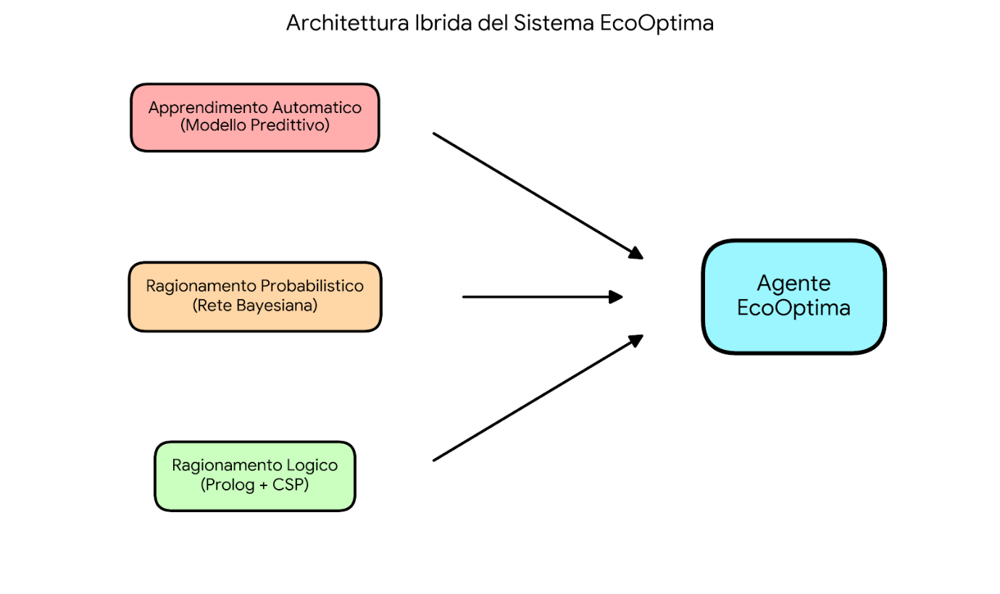 Architettura Ibrida del Sistema EcoOptima
Apprendimento Automatico
(Modello Predittivo)
Ragionamento Probabilistico
(Rete Bayesiana)
Agente
EcoOptima
Ragionamento Logico
(Prolog + CSP)